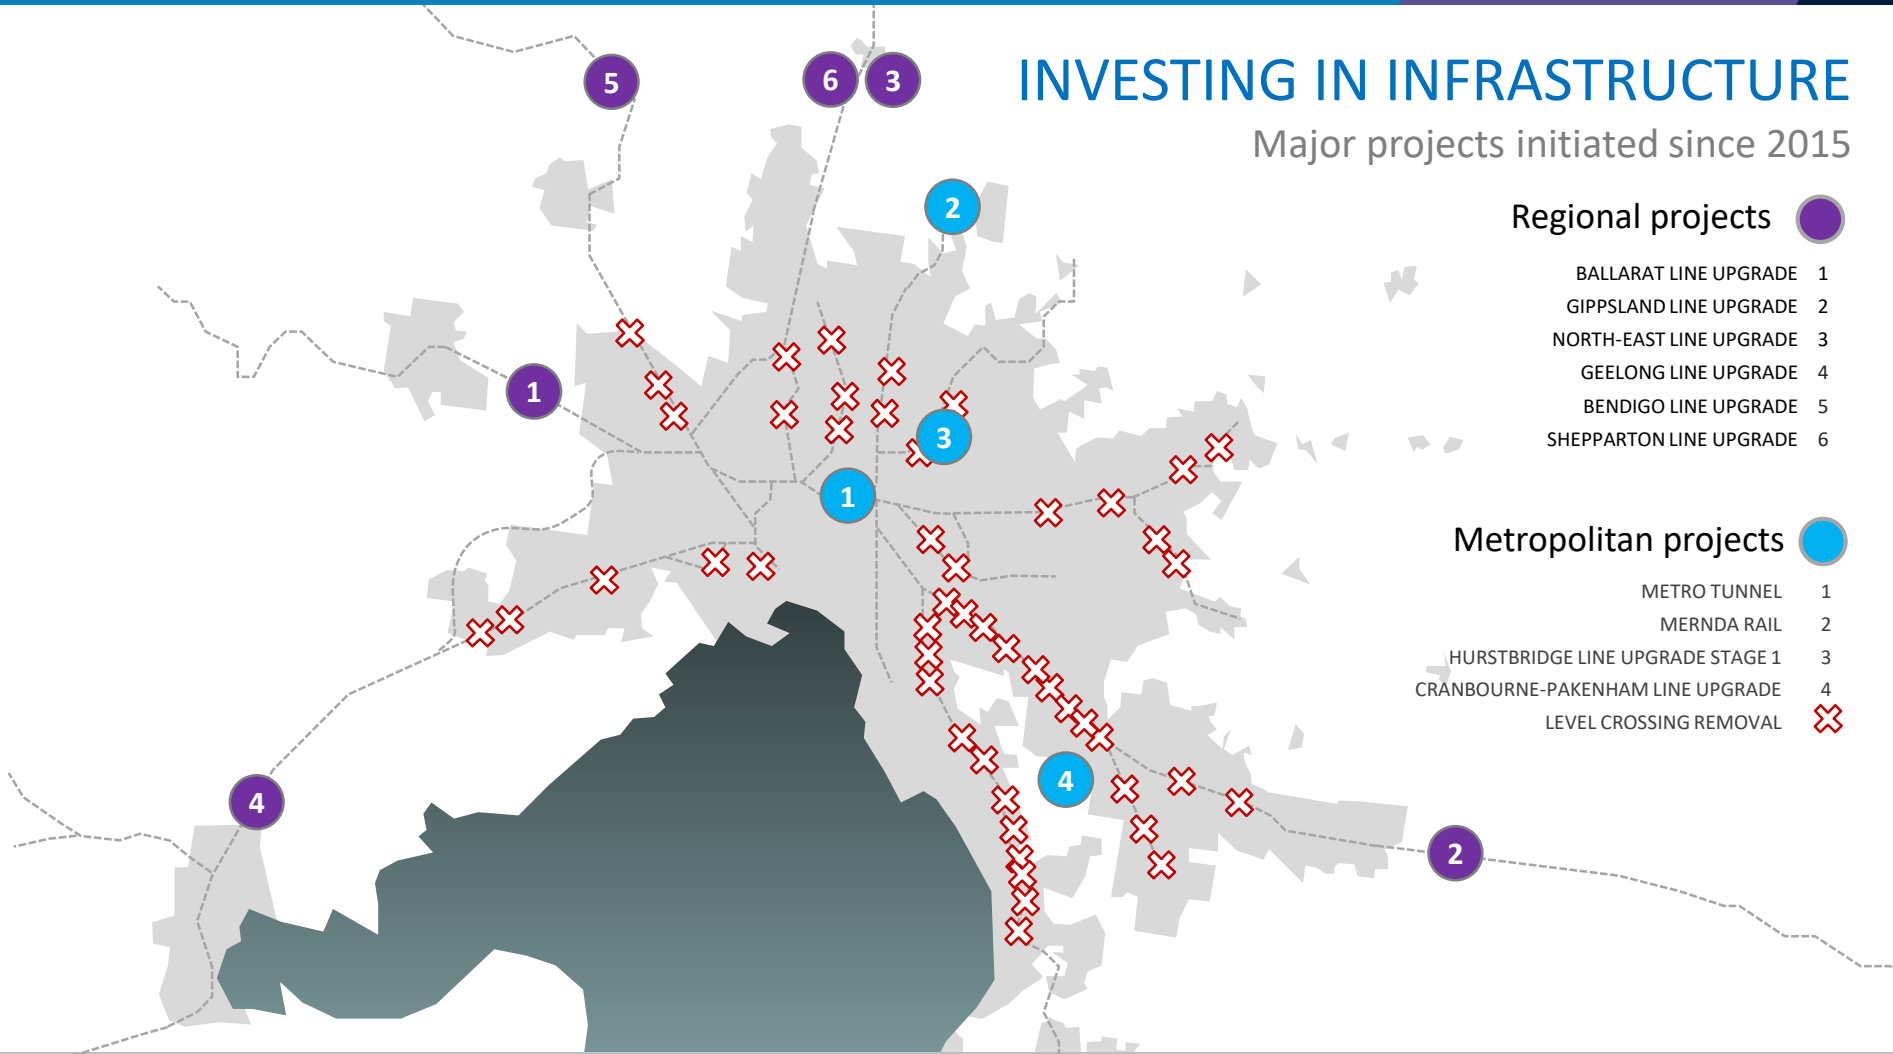 INVESTING IN INFRASTRUCTURE
Major projects initiated since 2015
Regional projects
BALLARAT LINE UPGRADE 1
GIPPSLAND LINE UPGRADE 2
NORTH-EAST LINE UPGRADE 3
GEELONG LINE UPGRADE 4
BENDIGO LINE UPGRADE 5
SHEPPARTON LINE UPGRADE 6
Metropolitan projects
METRO TUNNEL 1
MERNDA RAIL 2
HURSTBRIDGE LINE UPGRADE STAGE 1 3
CRANBOURNE-PAKENHAM LINE UPGRADE 4
LEVEL CROSSING REMOVAL
5
6
3
2
1
3
1
4
4
2